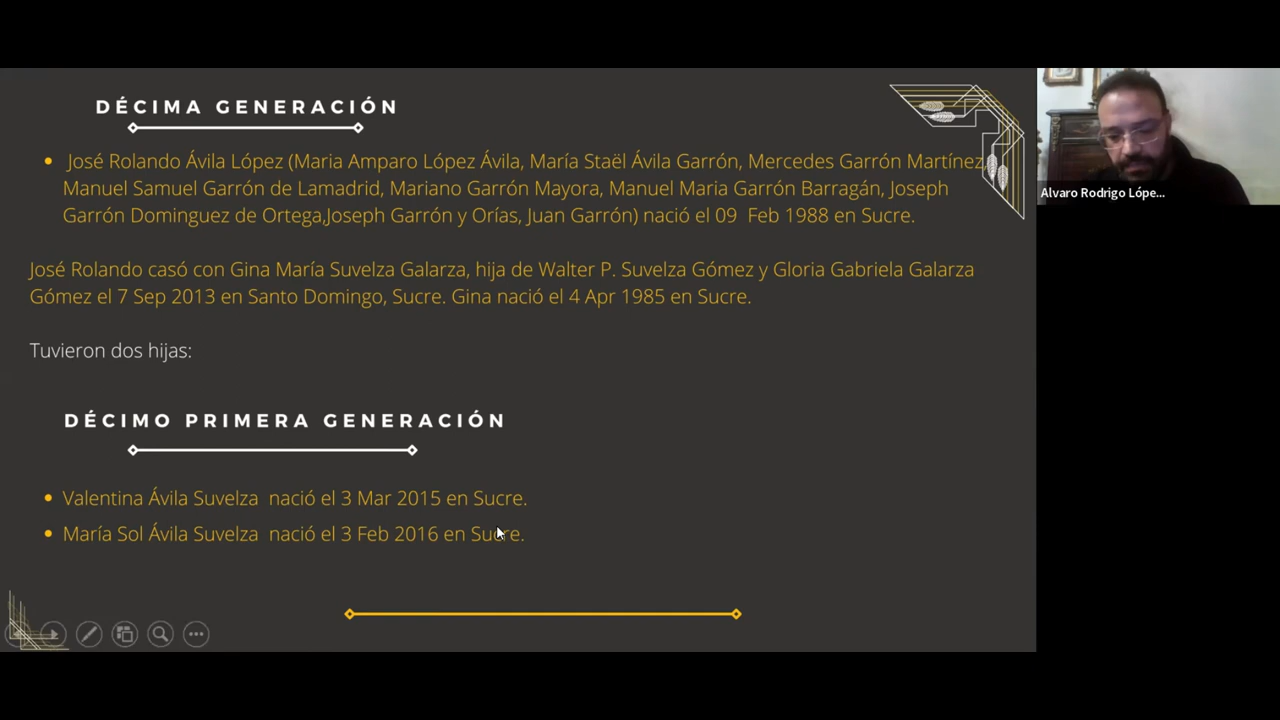 DÉCIMA GENERACIÓN
• José Rolando Ávila López (Maria Amparo López Ávila, María Staël Ávila Garrón, Mercedes Garrón Martínez,
Manuel Samuel Garrón de Lamadrid, Mariano Garrón Mayora, Manuel Maria Garrón Barragán, Joseph
Garrón Dominguez de Ortega,Joseph Garrón y Orías, Juan Garrón) nació el 09 Feb 1988 en Sucre.
José Rolando casó con Gina María Suvelza Galarza, hija de Walter P. Suvelza Gómez y Gloria Gabriela Galarza
Gómez el 7 Sep 2013 en Santo Domingo, Sucre. Gina nació el 4 Apr 1985 en Sucre.
Tuvieron dos hijas:
DÉCIMO PRIMERA GENERACIÓN
• Valentina Ávila Suvelza nació el 3 Mar 2015 en Sucre.
• María Sol Ávila Suvelza nació el 3 Feb 2016 en Sucre.
Alvaro Rodrigo Lópe...